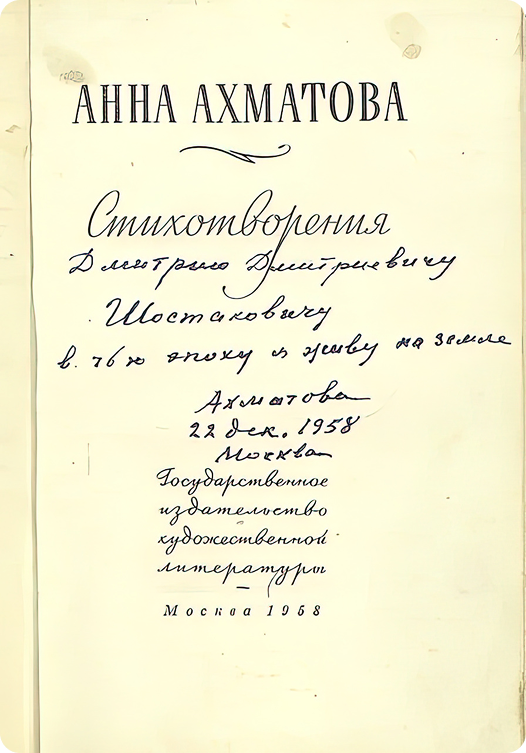 АННА АХМАТОВА
Стихотворения
Дмитрию Дмитриевичу
Шостаковичу
в чью эпоху я живу на земле
Ахматова
22 дек. 1958
Москва
Государственное
издательство
художественной
литературы
Москва 1958